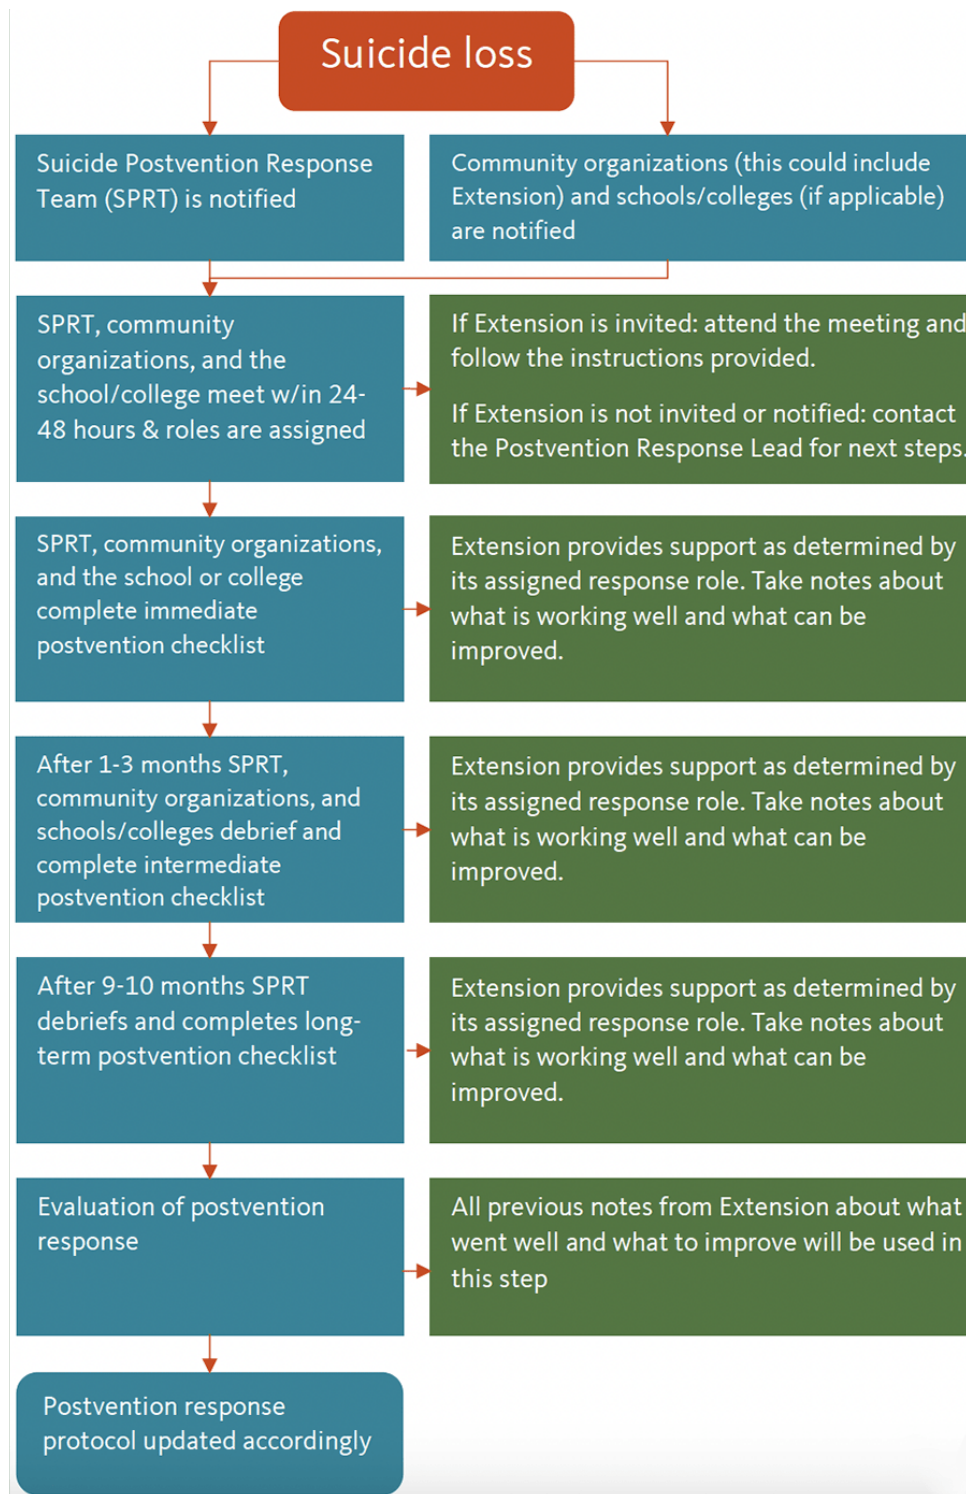 Suicide loss
Suicide Postvention Response
Team (SPRT) is notified
Community organizations (this could include
Extension) and schools/colleges (if applicable)
are notified
SPRT, community
organizations, and the
school/college meet w/in 24-
48 hours & roles are assigned
If Extension is invited: attend the meeting and
follow the instructions provided.
If Extension is not invited or notified: contact
the Postvention Response Lead for next steps.
SPRT, community organizations,
and the school or college
complete immediate
postvention checklist
Extension provides support as determined by
its assigned response role. Take notes about
what is working well and what can be
improved.
After 1-3 months SPRT,
community organizations, and
schools/colleges debrief and
complete intermediate
postvention checklist
Extension provides support as determined by
its assigned response role. Take notes about
what is working well and what can be
improved.
After 9-10 months SPRT
debriefs and completes long-
term postvention checklist
Extension provides support as determined by
its assigned response role. Take notes about
what is working well and what can be
improved.
Evaluation of postvention
response
All previous notes from Extension about what
went well and what to improve will be used in
this step
Postvention response
protocol updated accordingly